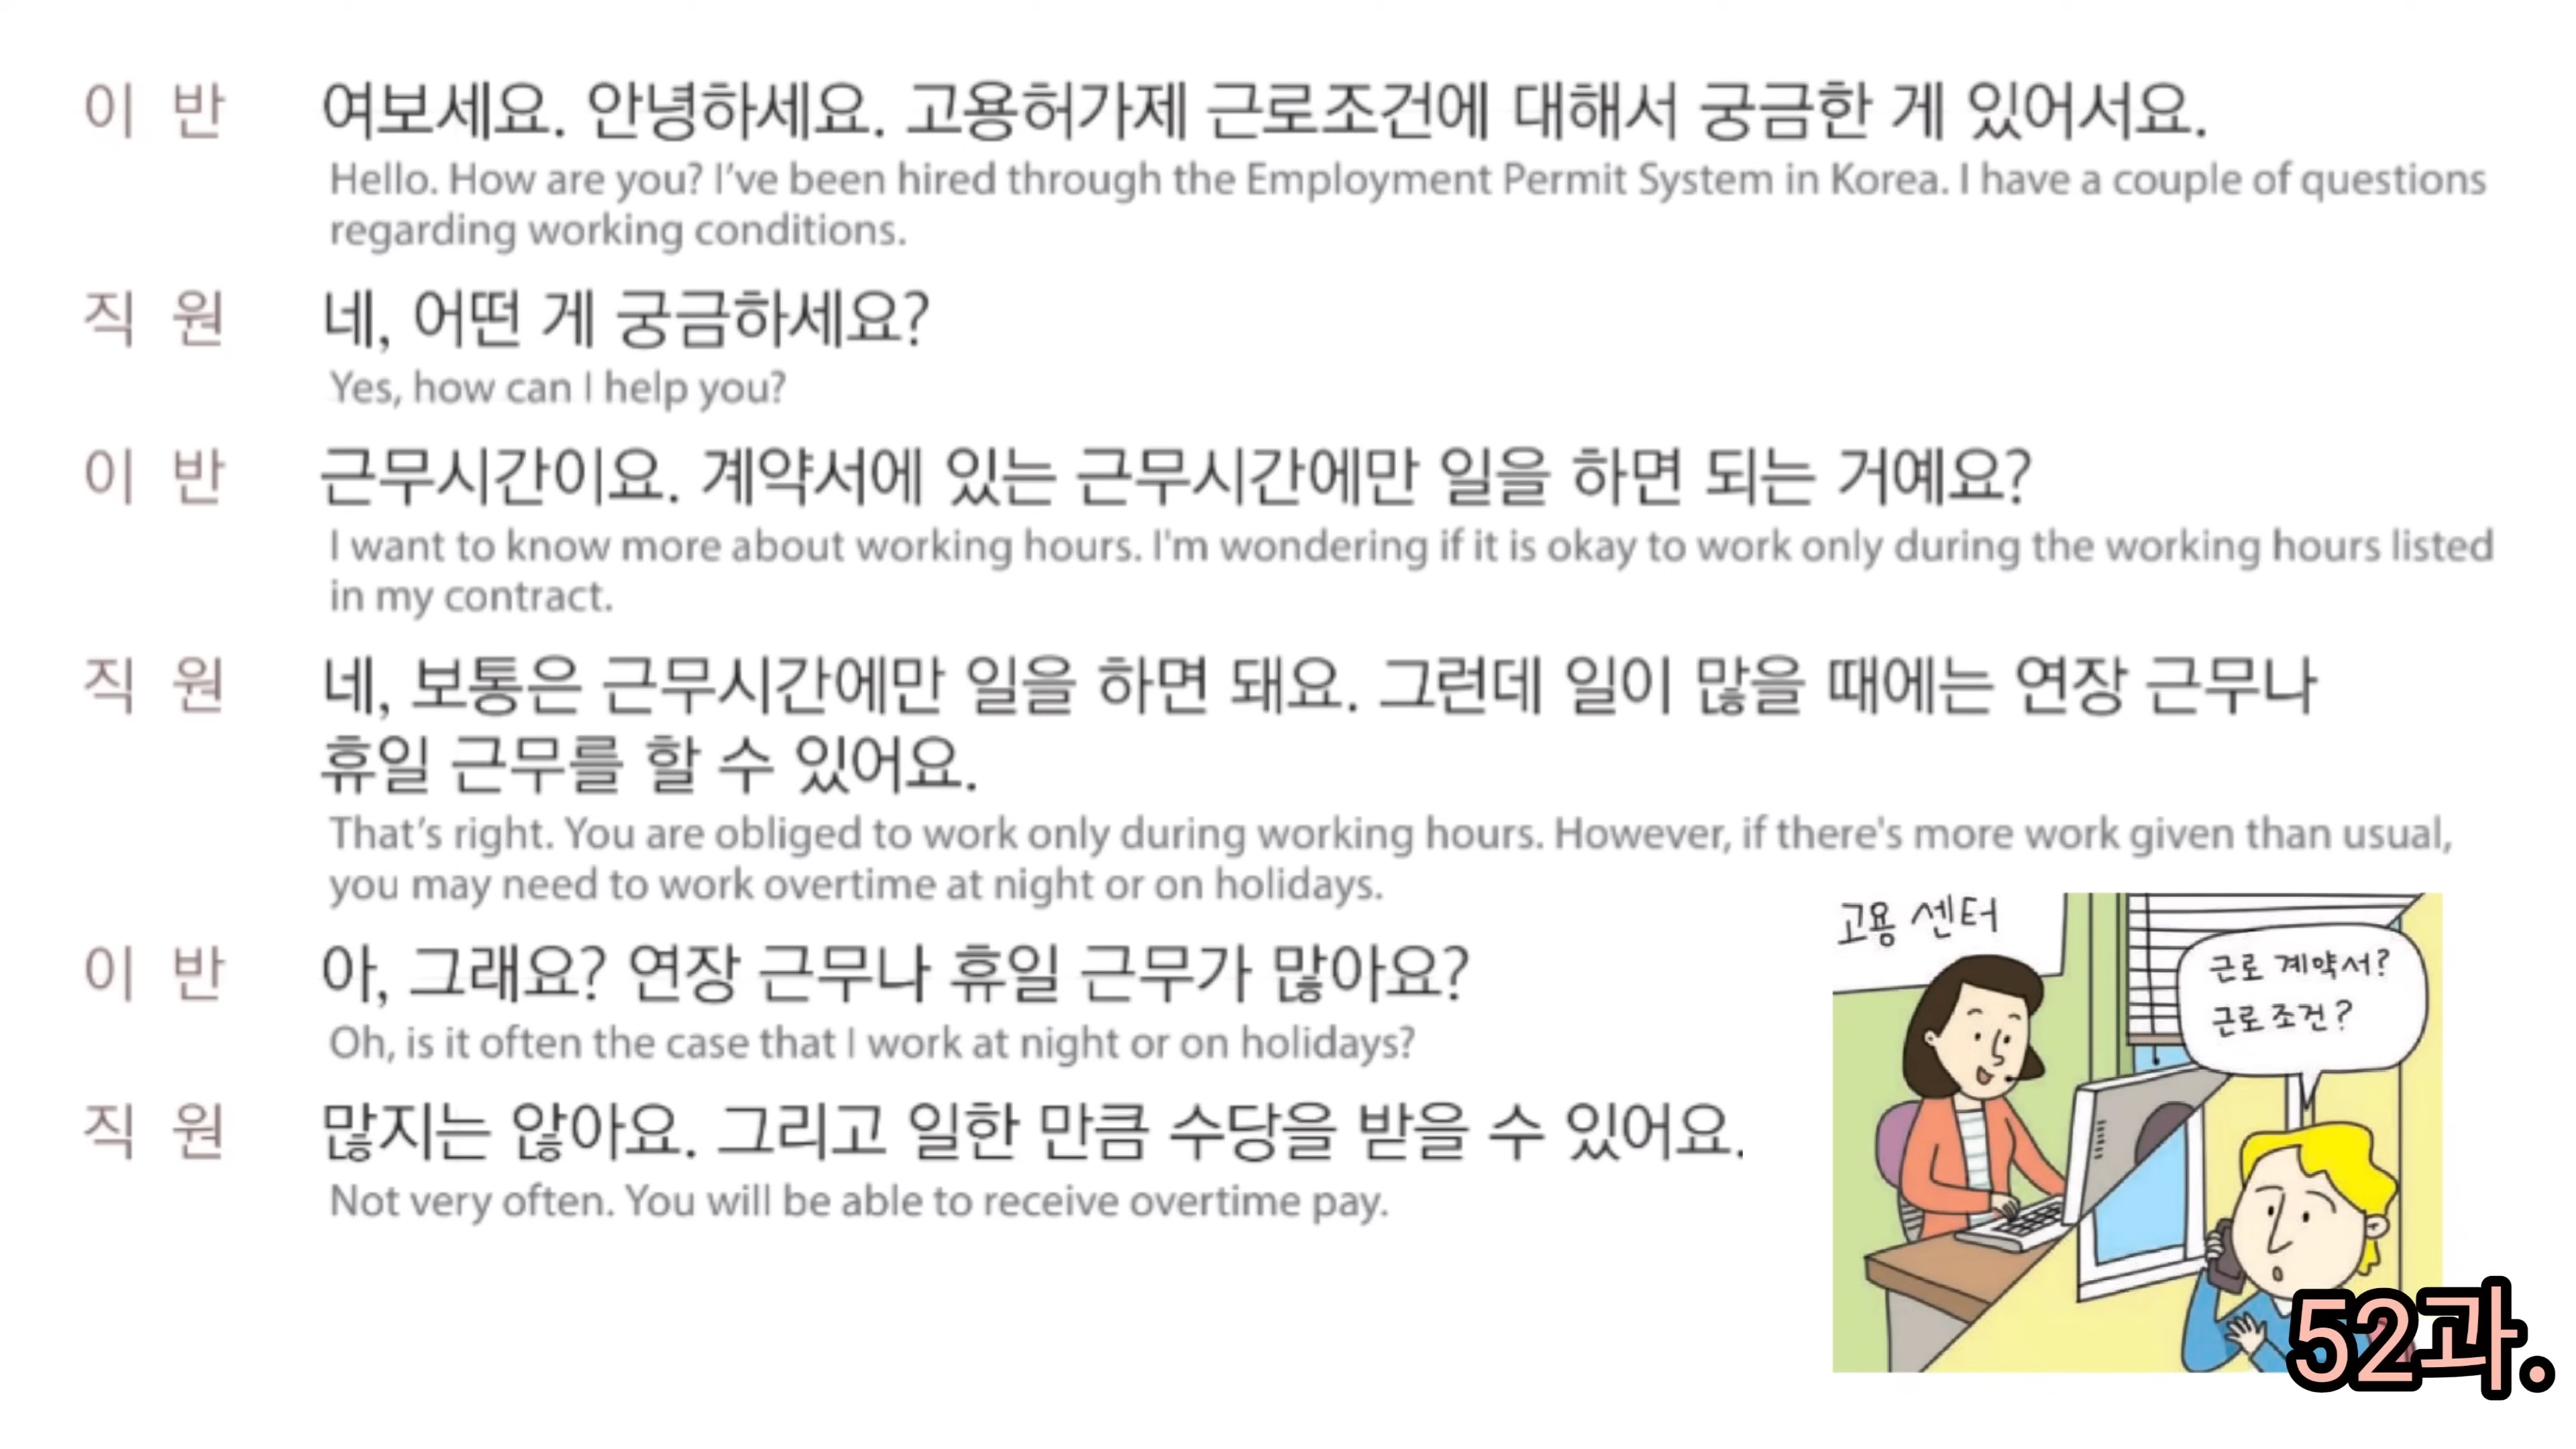 이 반 여보세요. 안녕하세요. 고용허가제 근로조건에 대해서 궁금한 게 있어서요.
Hello. How are you? I've been hired through the Employment Permit System in Korea. I have a couple of questions
regarding working conditions.
직 원 네, 어떤 게 궁금하세요?
Yes, how can I help you?
이 반 근무시간이요. 계약서에 있는 근무시간에만 일을 하면 되는 거예요?
I want to know more about working hours. I'm wondering if it is okay to work only during the working hours listed
in my contract.
직 원 네, 보통은 근무시간에만 일을 하면 돼요. 그런데 일이 많을 때에는 연장 근무나
휴일 근무를 할 수 있어요.
That's right. You are obliged to work only during working hours. However, if there's more work given than usual,
you may need to work overtime at night or on holidays.
이 반 아, 그래요? 연장 근무나 휴일 근무가 많아요?
Oh, is it often the case that I work at night or on holidays?
직 원 많지는 않아요. 그리고 일한 만큼 수당을 받을 수 있어요.
Not very often. You will be able to receive overtime pay.
고용 센터
근로 계약서?
근로 조건?
52과.